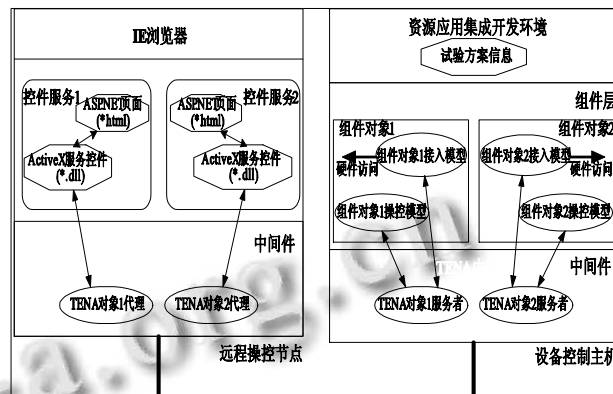 IE浏览器
控件服务1
ASP.NET页面
(*html)
ActiveX服务控件
(*.dll)
控件服务2
ASP.NET页面
(*html)
ActiveX服务控件
(*.dll)
中间件
TENA对象1代理
TENA对象2代理
远程操控节点
资源应用集成开发环境
试验方案信息
组件层
组件对象1
组件对象1接入模型
硬件访问
组件对象1操控模型
组件对象2
组件对象2接入模型
硬件访问
组件对象2操控模型
中间件
TENA对象1服务者
TENA对象2服务者
设备控制主机